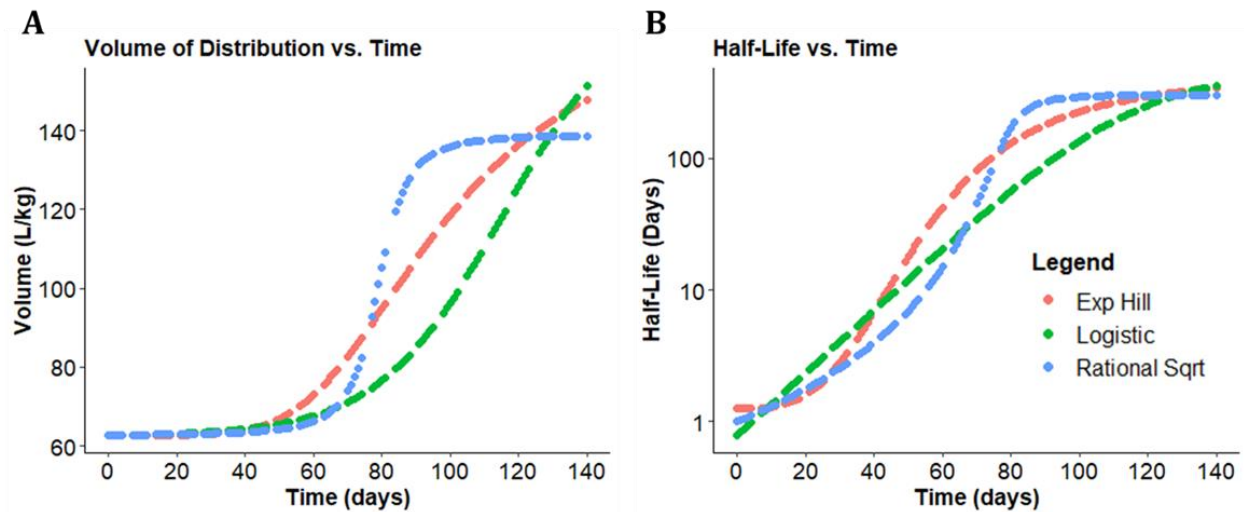 A
Volume of Distribution vs. Time
Volume (L/kg)
140
120
100
80
60
0 20 40 60 80 100 120 140
Time (days)
B
Half-Life vs. Time
Half-Life (Days)
100
10
1
0 20 40 60 80 100 120 140
Time (days)
Legend
Exp Hill
Logistic
Rational Sqrt